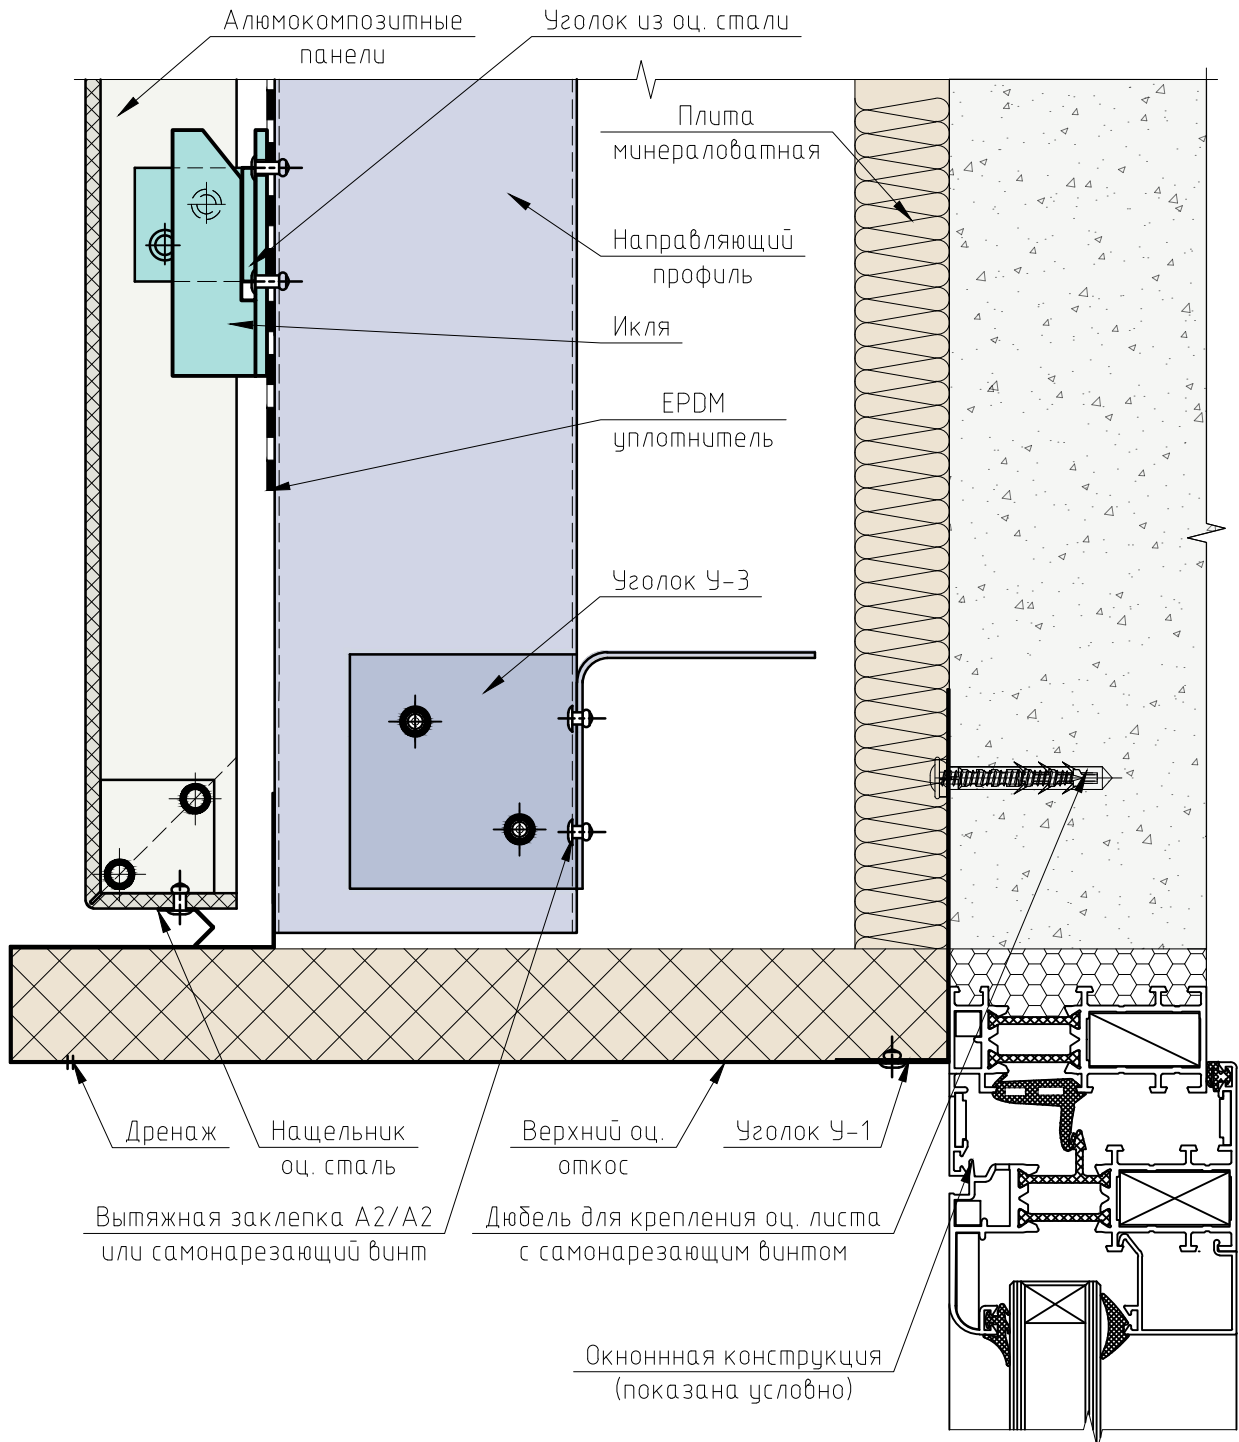 Алюмокомпозитные
панели
Уголок из оц. стали
Плита
минераловатная
Направляющий
профиль
Икля
EPDM
уплотнитель
Уголок У-3
Дренаж
Нащельник
оц. сталь
Верхний оц.
откос
Уголок У-1
Вытяжная заклепка А2/А2
или самонарезающий винт
Дюбель для крепления оц. листа
с самонарезающим винтом
Окноннная конструкция
(показана условно)